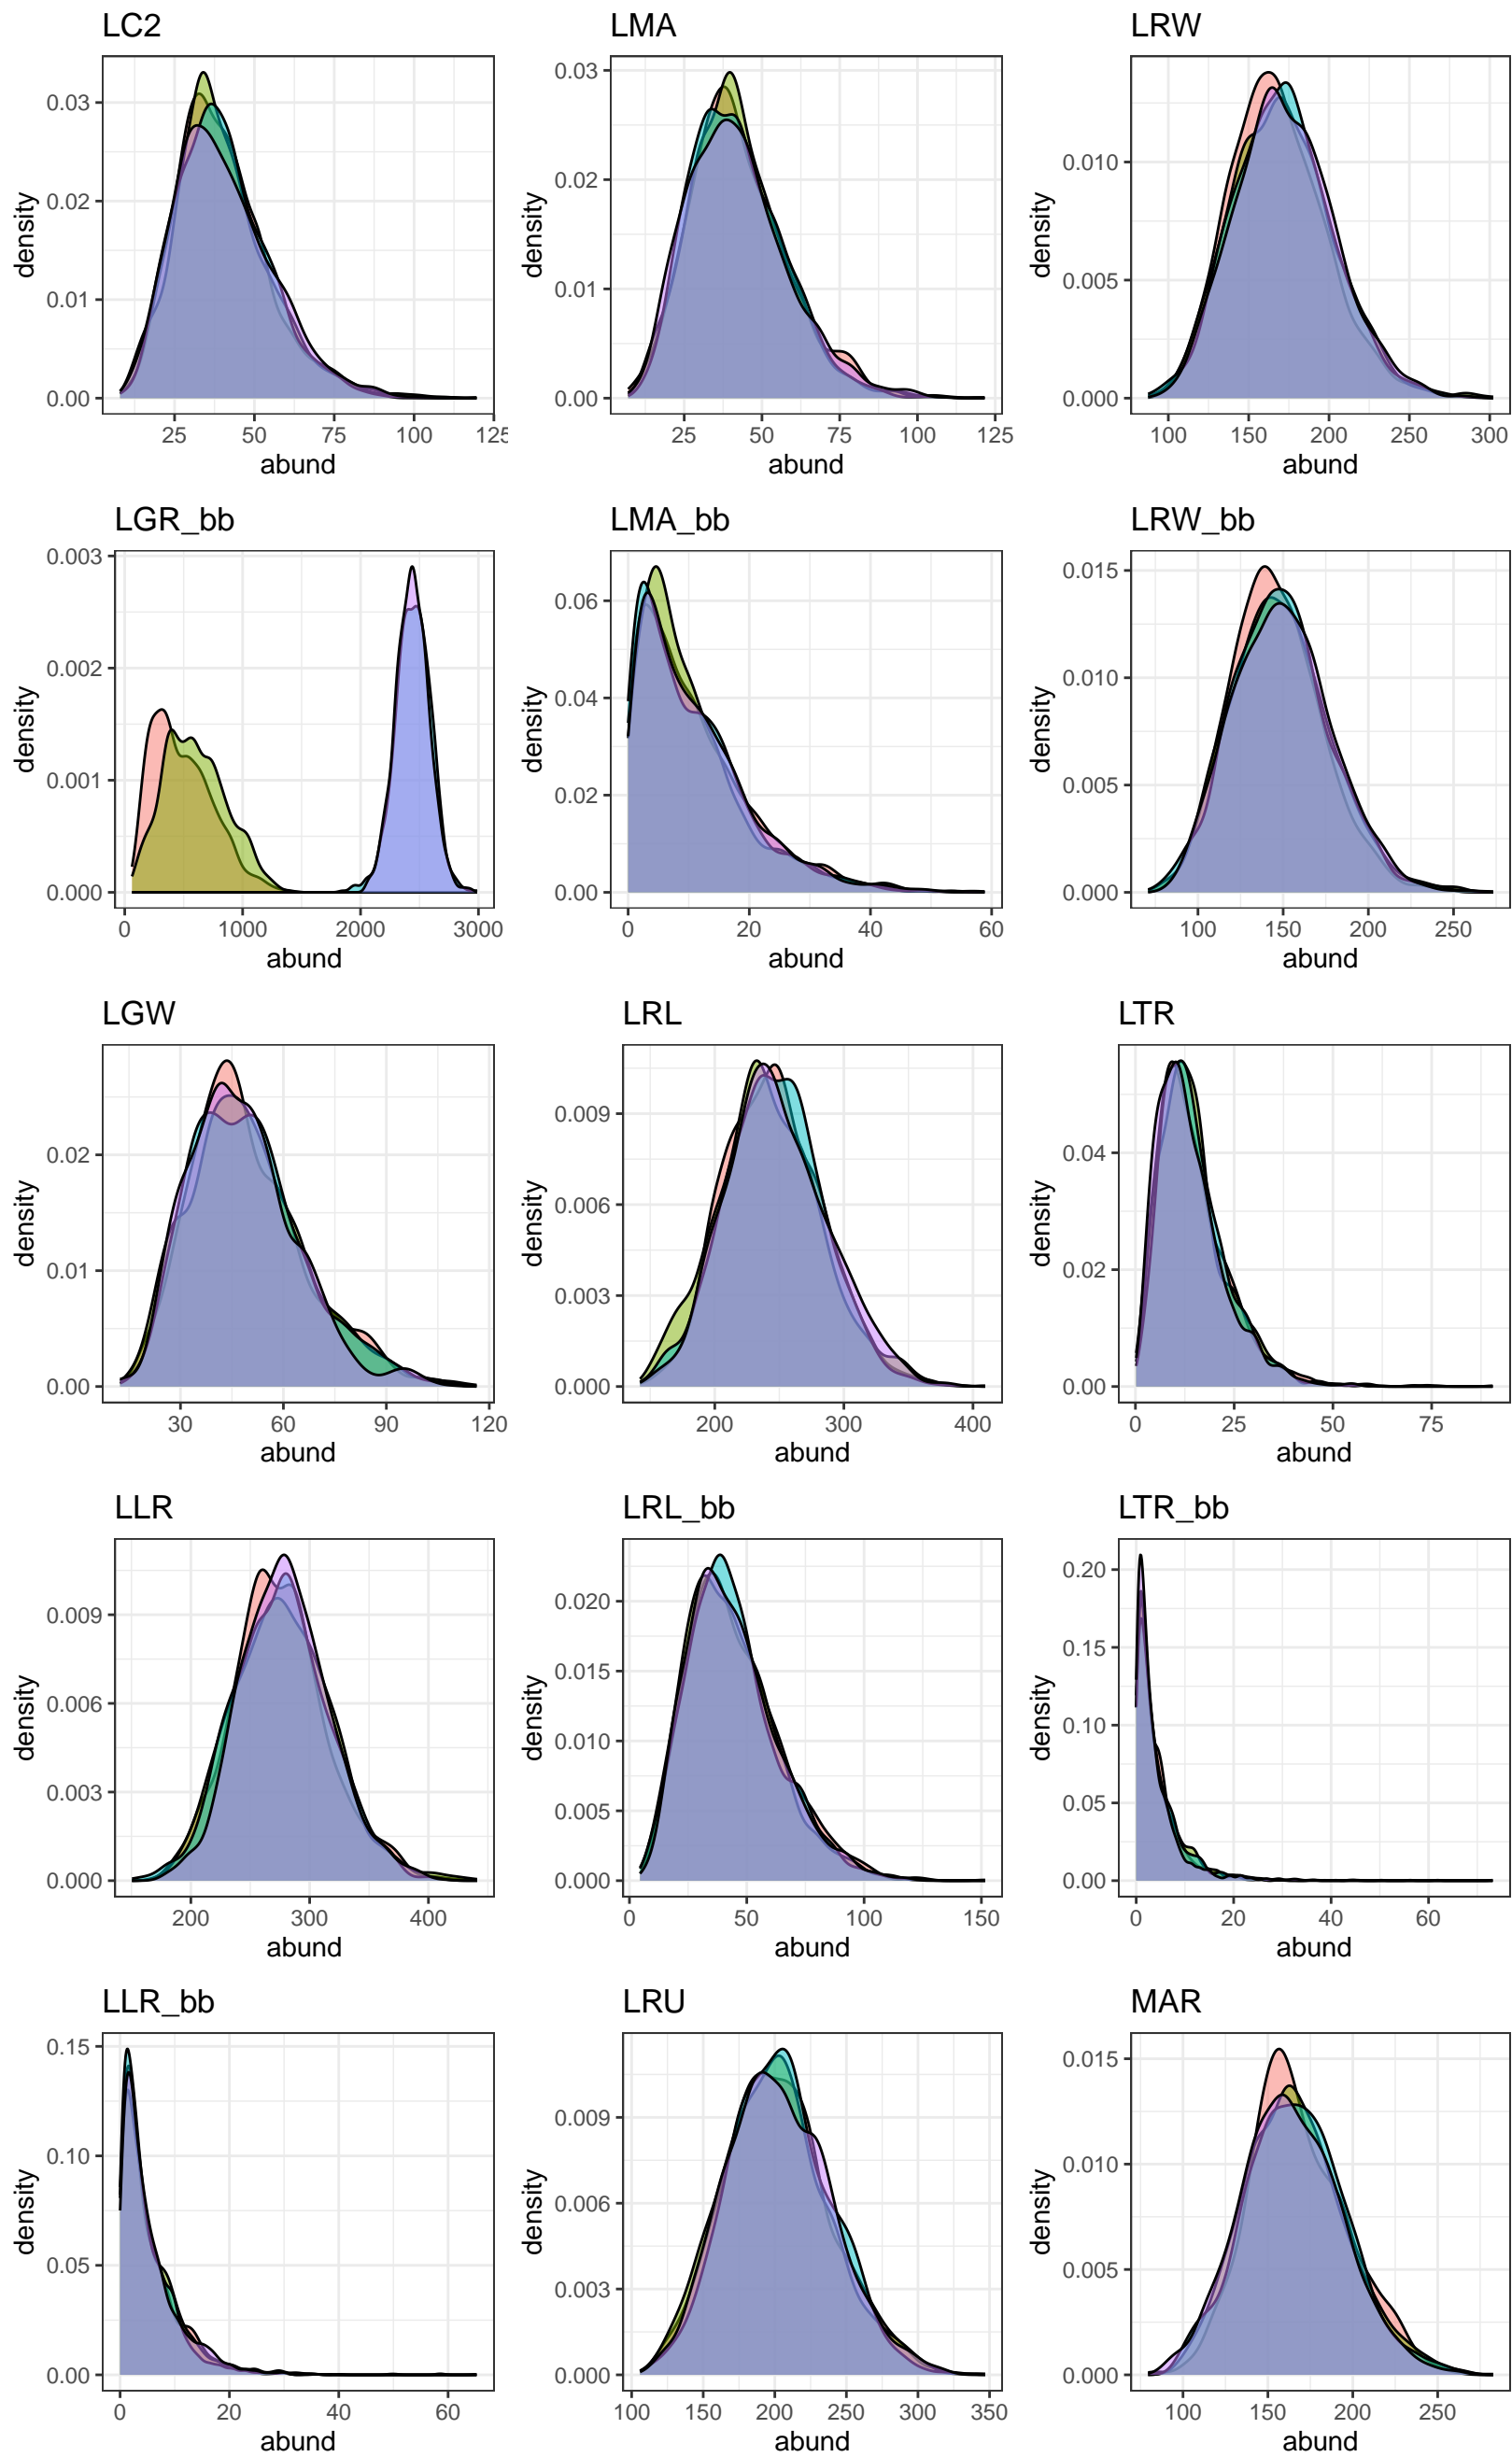 LC2 LMA LRW
0.03 0.03
0.010
0.02 0.02
density density density
0.005
0.01 0.01
0.00 0.00 0.000
25 50 75 100 125 25 50 75 100 125 100 150 200 250 300
abund abund abund
LGR_bb LMA_bb LRW_bb
0.003 0.015
0.06
0.002 0.010
density 0.04 density density
0.001 0.02 0.005
0.000 0.00 0.000
0 1000 2000 3000 0 20 40 60 100 150 200 250
abund abund abund
LGW LRL LTR
0.009
0.02 0.04
0.006
density density density
0.01 0.02
0.003
0.00 0.000 0.00
30 60 90 120 200 300 400 0 25 50 75
abund abund abund
LLR LRL_bb LTR_bb
0.20
0.009 0.020
0.15
0.006 0.015
density density density
0.010 0.10
0.003 0.005 0.05
0.000 0.000 0.00
200 300 400 0 50 100 150 0 20 40 60
abund abund abund
LLR_bb LRU MAR
0.15 0.015
0.009
0.10 0.010
0.006
density density density
0.05 0.003 0.005
0.00 0.000 0.000
0 20 40 60 100 150 200 250 300 350 100 150 200 250
abund abund abund